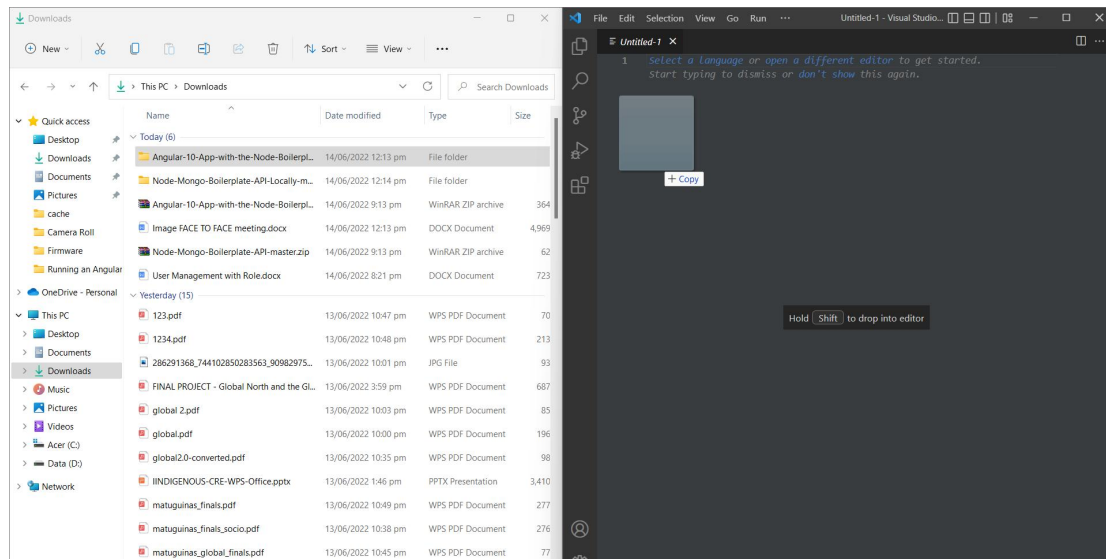 Downloads
New
Sort
View
This PC > Downloads
Search Downloads
Name Date modified Type Size
Quick access
Desktop
Downloads
Documents
Pictures
cache
Camera Roll
Firmware
Running an Angular
OneDrive - Personal
This PC
Desktop
Documents
Downloads
Music
Pictures
Videos
Acer (C:)
Data (D:)
Network
Today (6)
Angular-10-App-with-the-Node-Boilerpl... 14/06/2022 12:13 pm File folder
Node-Mongo-Boilerplate-API-Locally-m... 14/06/2022 12:14 pm File folder
Angular-10-App-with-the-Node-Boilerpl... 14/06/2022 9:13 pm WinRAR ZIP archive 364
Image FACE TO FACE meeting.docx 14/06/2022 12:13 pm DOCX Document 4,969
Node-Mongo-Boilerplate-API-master.zip 14/06/2022 9:13 pm WinRAR ZIP archive 62
User Management with Role.docx 14/06/2022 8:21 pm DOCX Document 723
Yesterday (15)
123.pdf 13/06/2022 10:47 pm WPS PDF Document 70
1234.pdf 13/06/2022 10:48 pm WPS PDF Document 213
286291368_744102850283563_90982975... 13/06/2022 10:01 pm JPG File 93
FINAL PROJECT - Global North and the Gl... 13/06/2022 3:59 pm WPS PDF Document 687
global 2.pdf 13/06/2022 10:03 pm WPS PDF Document 85
global.pdf 13/06/2022 10:00 pm WPS PDF Document 196
global2.0-converted.pdf 13/06/2022 10:35 pm WPS PDF Document 98
IINDIGENOUS-CRE-WPS-Office.pptx 13/06/2022 1:46 pm PPTX Presentation 3,410
matuguinas_finals.pdf 13/06/2022 10:49 pm WPS PDF Document 277
matuguinas_finals_socio.pdf 13/06/2022 10:38 pm WPS PDF Document 276
matuguinas_global_finals.pdf 13/06/2022 10:45 pm WPS PDF Document 77
File Edit Selection View Go Run ··· Untitled-1 - Visual Studio...
Untitled-1
1 Select a language or open a different editor to get started.
Start typing to dismiss or don't show this again.
+ Copy
Hold Shift to drop into editor